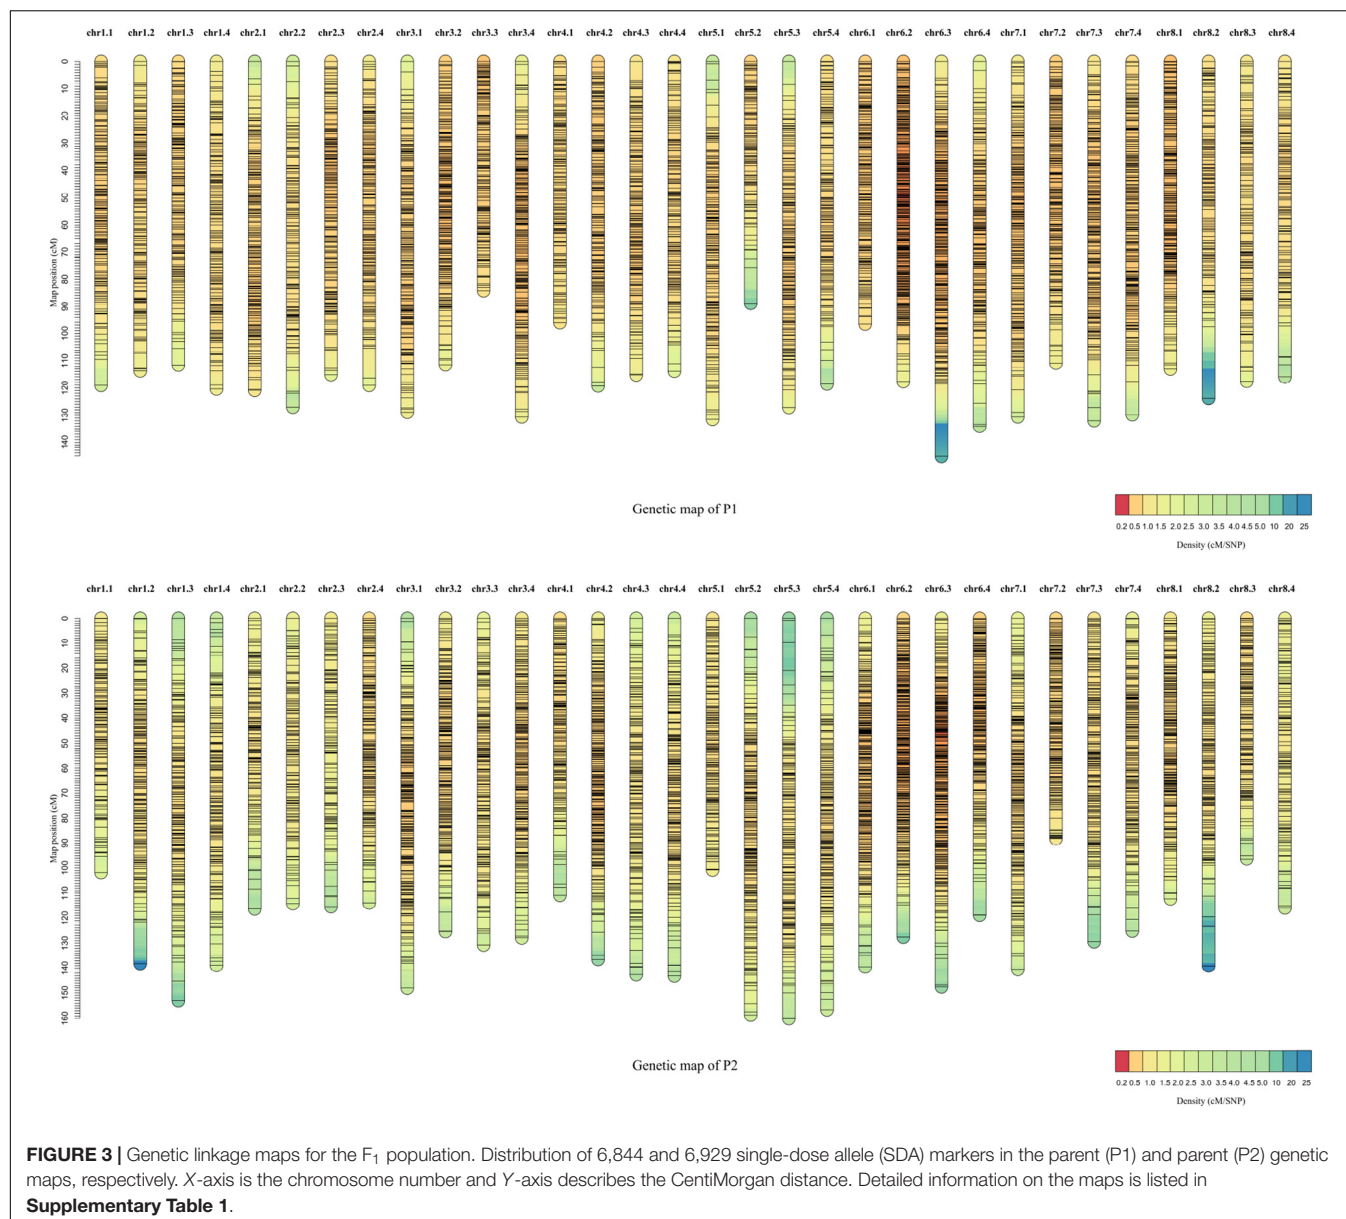 chr1.1 chr1.2 chr1.3 chr1.4 chr2.1 chr2.2 chr2.3 chr2.4 chr3.1 chr3.2 chr3.3 chr3.4 chr4.1 chr4.2 chr4.3 chr4.4 chr5.1 chr5.2 chr5.3 chr5.4 chr6.1 chr6.2 chr6.3 chr6.4 chr7.1 chr7.2 chr7.3 chr7.4 chr8.1 chr8.2 chr8.3 chr8.4
0
10
20
30
40
50
60
70
80
90
100
110
120
130
140
Map position (cM)
Genetic map of P1
0.2 0.5 1.0 1.5 2.0 2.5 3.0 3.5 4.0 4.5 5.0 10 20 25
Density (cM/SNP)
chr1.1 chr1.2 chr1.3 chr1.4 chr2.1 chr2.2 chr2.3 chr2.4 chr3.1 chr3.2 chr3.3 chr3.4 chr4.1 chr4.2 chr4.3 chr4.4 chr5.1 chr5.2 chr5.3 chr5.4 chr6.1 chr6.2 chr6.3 chr6.4 chr7.1 chr7.2 chr7.3 chr7.4 chr8.1 chr8.2 chr8.3 chr8.4
0
10
20
30
40
50
60
70
80
90
100
110
120
130
140
150
160
Map position (cM)
Genetic map of P2
0.2 0.5 1.0 1.5 2.0 2.5 3.0 3.5 4.0 4.5 5.0 10 20 25
Density (cM/SNP)
FIGURE 3 | Genetic linkage maps for the F1 population. Distribution of 6,844 and 6,929 single-dose allele (SDA) markers in the parent (P1) and parent (P2) genetic
maps, respectively. X-axis is the chromosome number and Y-axis describes the CentiMorgan distance. Detailed information on the maps is listed in
Supplementary Table 1.